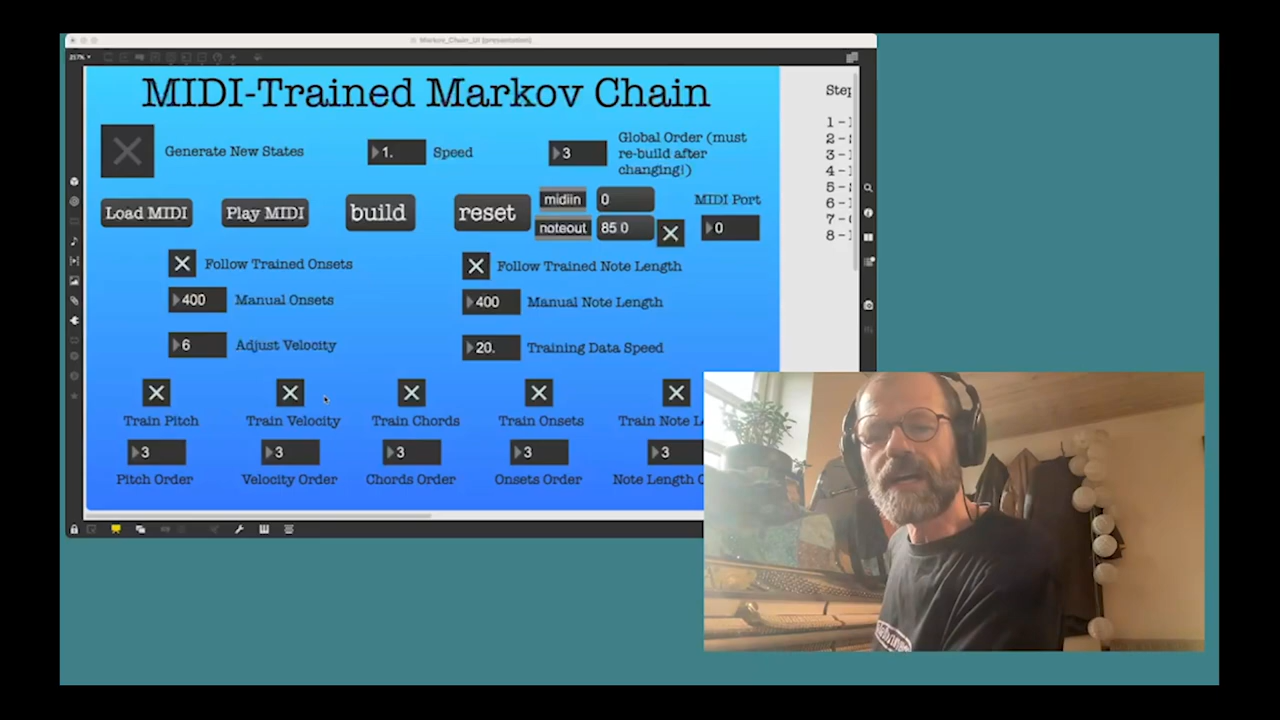 Markov_Chain_UI (presentation)
217%
MIDI-Trained Markov Chain
Step
Generate New States
1.
Speed
3
Global Order (must
re-build after
changing!)
1 -
2 -
3 -
4 -
5 -
6 -
7 -
8 -
Load MIDI
Play MIDI
build
reset
midiin
0
noteout
85 0
MIDI Port
0
Follow Trained Onsets
Follow Trained Note Length
400
Manual Onsets
400
Manual Note Length
6
Adjust Velocity
20.
Training Data Speed
Train Pitch
Train Velocity
Train Chords
Train Onsets
Train Note L
3
3
3
3
3
Pitch Order
Velocity Order
Chords Order
Onsets Order
Note Length